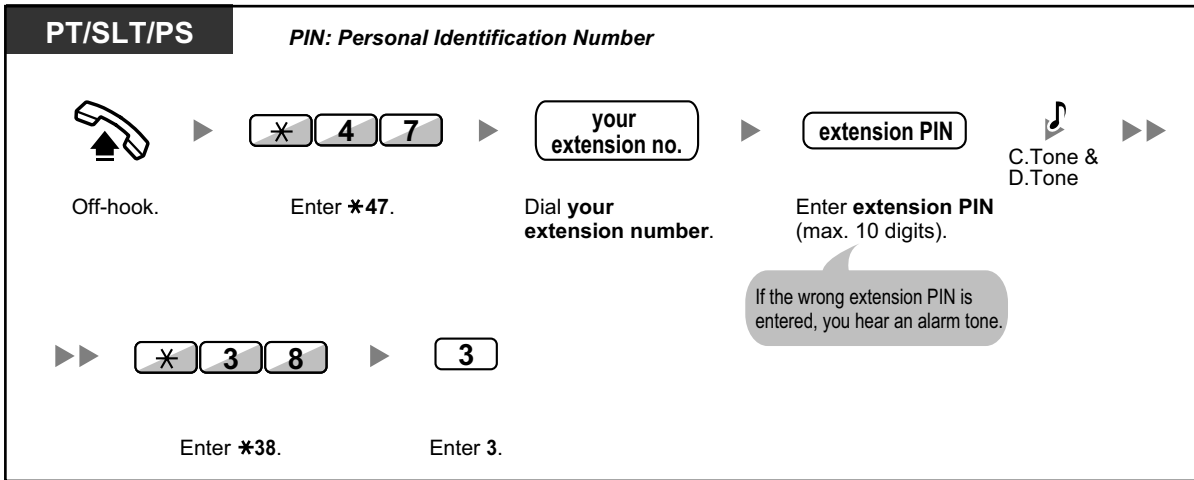 PT/SLT/PS
PIN: Personal Identification Number
* 4 7
your
extension no.
extension PIN
C.Tone &
D.Tone
Off-hook.
Enter *47.
Dial your
extension number.
Enter extension PIN
(max. 10 digits).
If the wrong extension PIN is
entered, you hear an alarm tone.
* 3 8
3
Enter *38.
Enter 3.